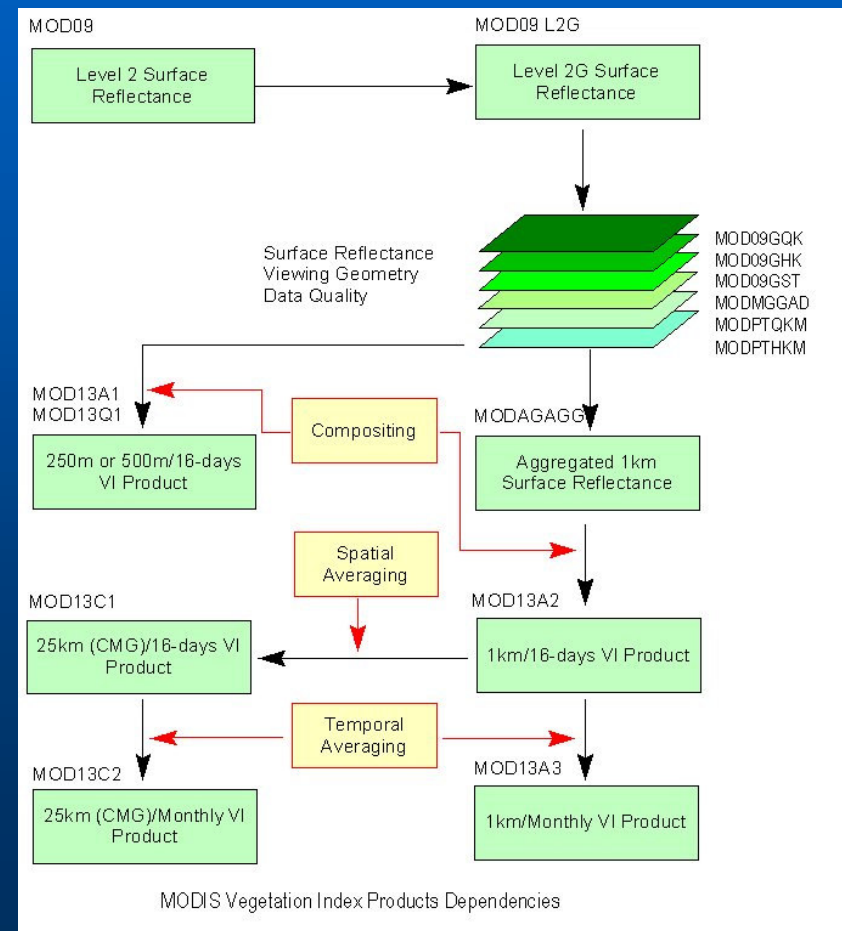 MOD09
Level 2 Surface
Reflectance
MOD09 L2G
Level 2G Surface
Reflectance
Surface Reflectance
Viewing Geometry
Data Quality
MOD09GQK
MOD09GHK
MOD09GST
MODMGGAD
MODPTQKM
MODPTHKM
MOD13A1
MOD13Q1
250m or 500m/16-days
VI Product
Compositing
MODAGAGG
Aggregated 1km
Surface Reflectance
Spatial
Averaging
MOD13C1
25km (CMG)/16-days VI
Product
MOD13A2
1km/16-days VI Product
Temporal
Averaging
MOD13C2
25km (CMG)/Monthly VI
Product
MOD13A3
1km/Monthly VI Product
MODIS Vegetation Index Products Dependencies